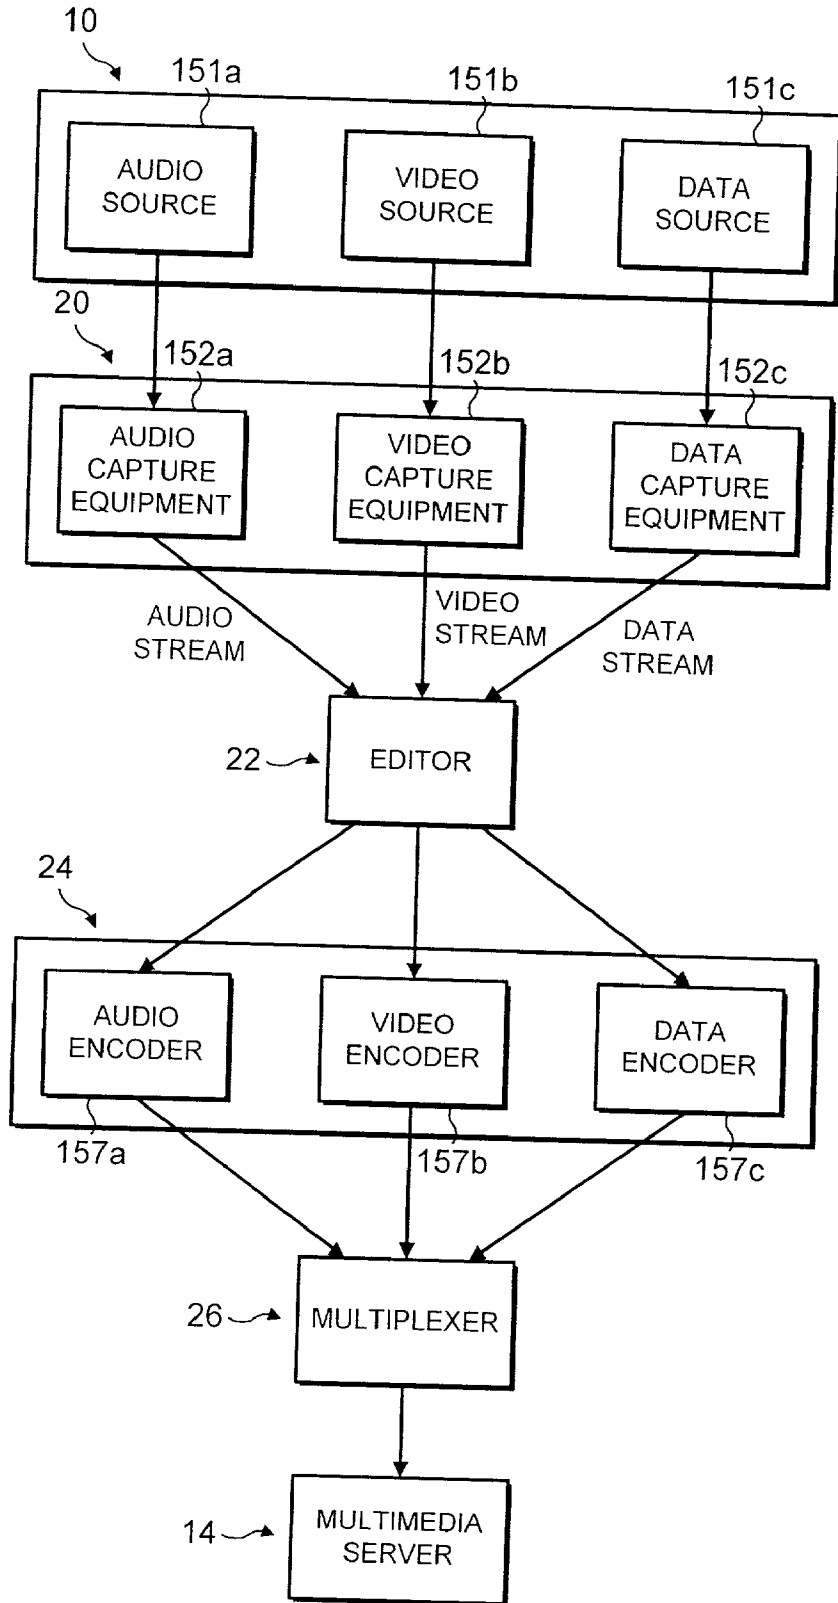 10
151a
151b
151c
AUDIO
SOURCE
VIDEO
SOURCE
DATA
SOURCE
20
152a
152b
152c
AUDIO
CAPTURE
EQUIPMENT
VIDEO
CAPTURE
EQUIPMENT
DATA
CAPTURE
EQUIPMENT
AUDIO
STREAM
VIDEO
STREAM
DATA
STREAM
22
EDITOR
24
AUDIO
ENCODER
VIDEO
ENCODER
DATA
ENCODER
157a
157b
157c
26
MULTIPLEXER
14
MULTIMEDIA
SERVER